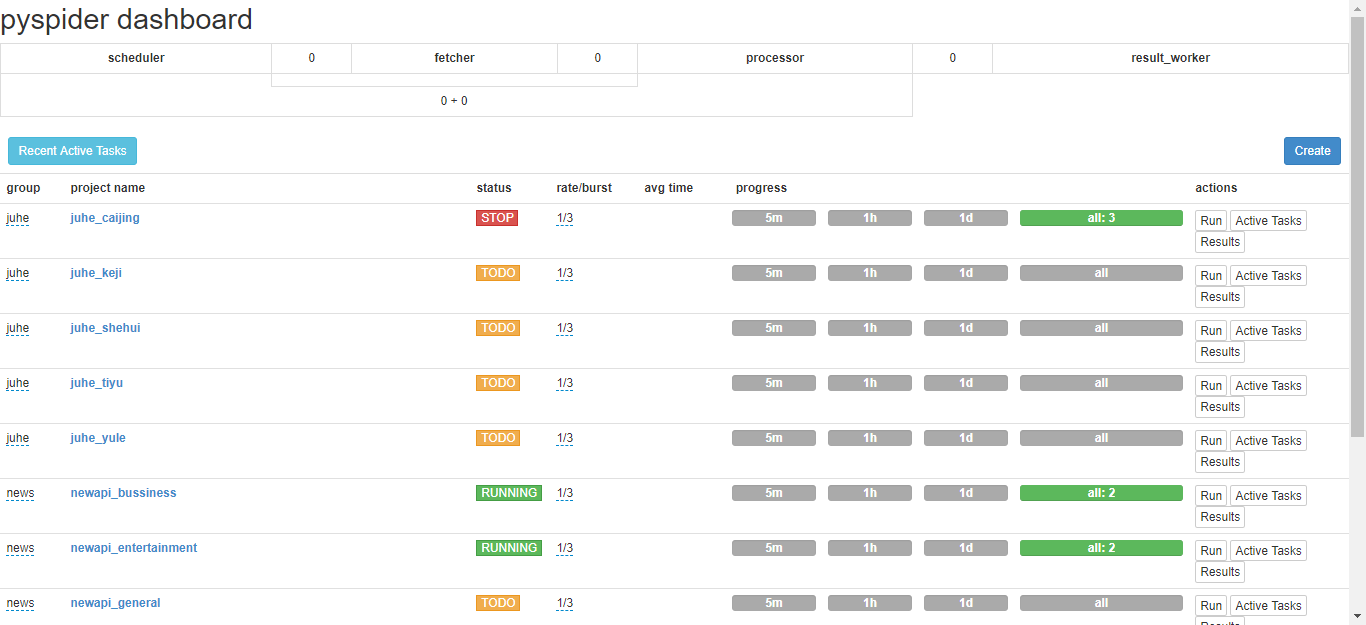 pyspider dashboard
scheduler 0 fetcher 0 processor 0 result_worker
0 + 0
Recent Active Tasks Create
group project name status rate/burst avg time progress actions
juhe juhe_caijing STOP 1/3 5m 1h 1d all: 3 Run Active Tasks
Results
juhe juhe_keji TODO 1/3 5m 1h 1d all Run Active Tasks
Results
juhe juhe_shehui TODO 1/3 5m 1h 1d all Run Active Tasks
Results
juhe juhe_tiyu TODO 1/3 5m 1h 1d all Run Active Tasks
Results
juhe juhe_yule TODO 1/3 5m 1h 1d all Run Active Tasks
Results
news newapi_bussiness RUNNING 1/3 5m 1h 1d all: 2 Run Active Tasks
Results
news newapi_entertainment RUNNING 1/3 5m 1h 1d all: 2 Run Active Tasks
Results
news newapi_general TODO 1/3 5m 1h 1d all Run Active Tasks
Results